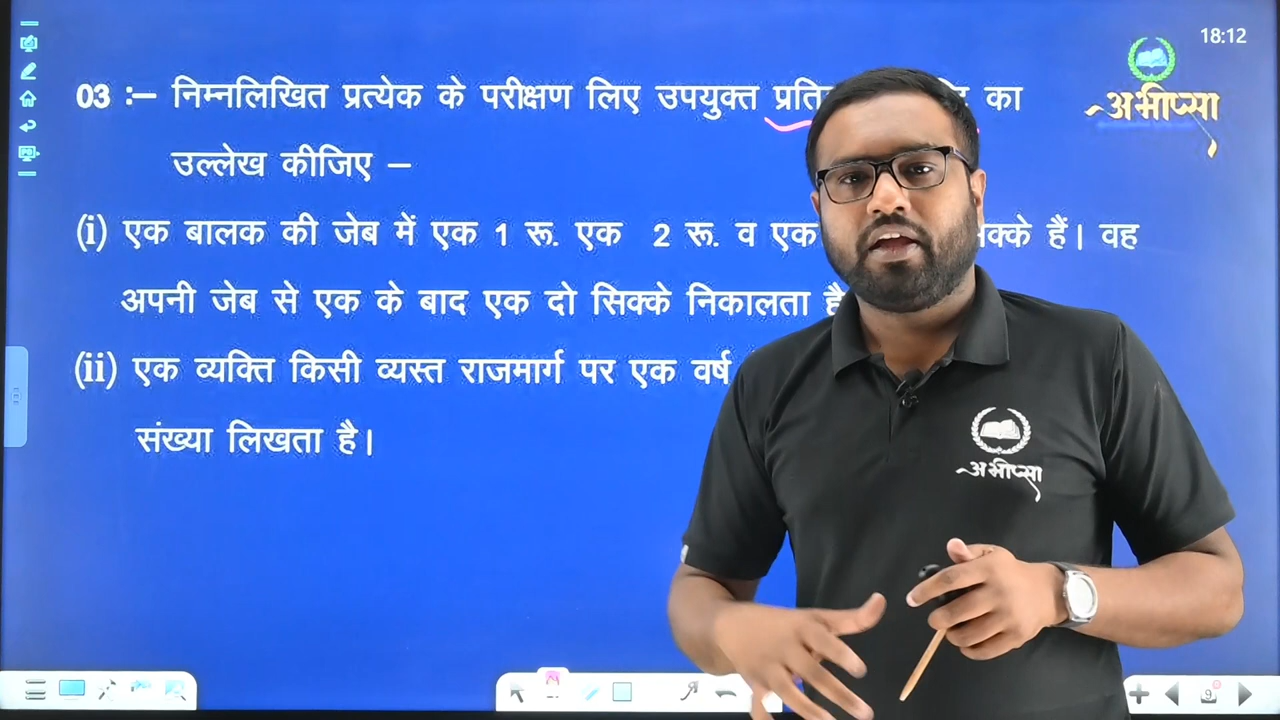 18:12
अभीप्सा
03 :– निम्नलिखित प्रत्येक के परीक्षण लिए उपयुक्त का
उल्लेख कीजिए –
(i) एक बालक की जेब में एक 1 रू. एक 2 रू. व एक हैं। वह
अपनी जेब से एक के बाद एक दो सिक्के निकालता
(ii) एक व्यक्ति किसी व्यस्त राजमार्ग पर एक वर्ष
संख्या लिखता है।
अभीप्सा
9